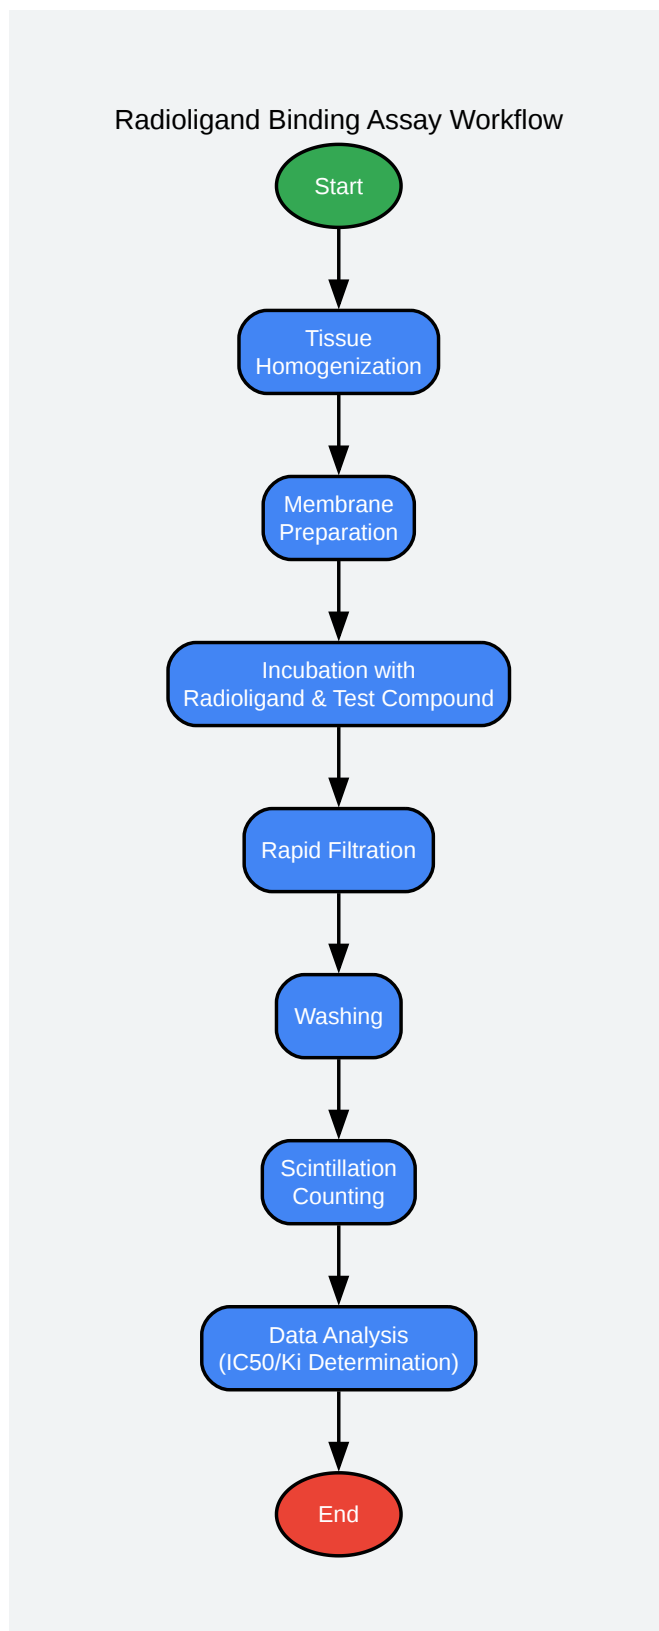 Radioligand Binding Assay Workflow
Start
Tissue
Homogenization
Membrane
Preparation
Incubation with
Radioligand & Test Compound
Rapid Filtration
Washing
Scintillation
Counting
Data Analysis
(IC50/Ki Determination)
End